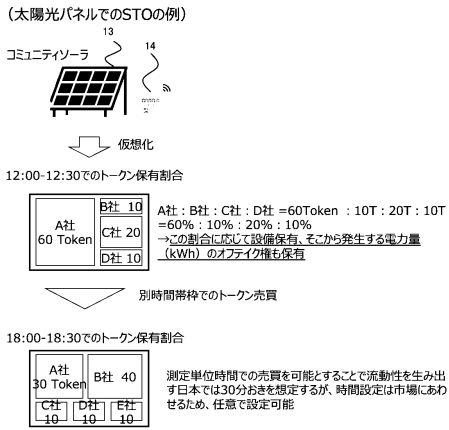 （太陽光パネルでのSTOの例）
13
14
コミュニティソーラ
仮想化
12:00-12:30でのトークン保有割合
A社
60 Token
B社 10
C社 20
D社 10
A社：B社：C社：D社 =60Token ：10T：20T：10T
=60%：10%：20%：10%
→この割合に応じて設備保有、そこから発生する電力量
（kWh）のオフテイク権も保有
別時間帯枠でのトークン売買
18:00-18:30でのトークン保有割合
A社
30 Token
B社 40
C社
10
D社
10
E社
10
測定単位時間での売買を可能とすることで流動性を生み出
す日本では30分おきを想定するが、時間設定は市場にあわ
せるため、任意で設定可能